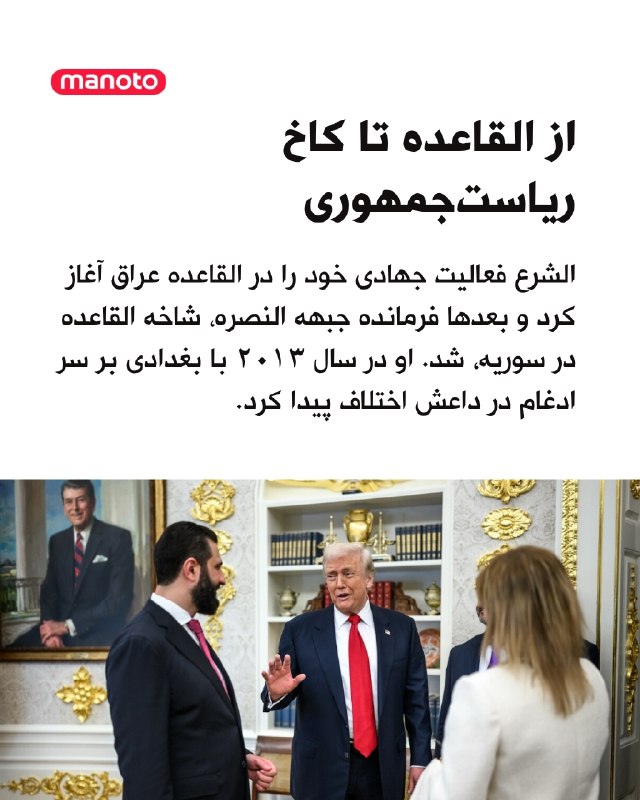 manoto
از القاعده تا کاخ
ریاست‌جمهوری
الشرع فعالیت جهادی خود را در القاعده عراق آغاز
کرد و بعدها فرمانده جبهه النصره، شاخه القاعده
در سوریه، شد. او در سال ۲۰۱۳ با بغدادی بر سر
ادغام در داعش اختلاف پیدا کرد.